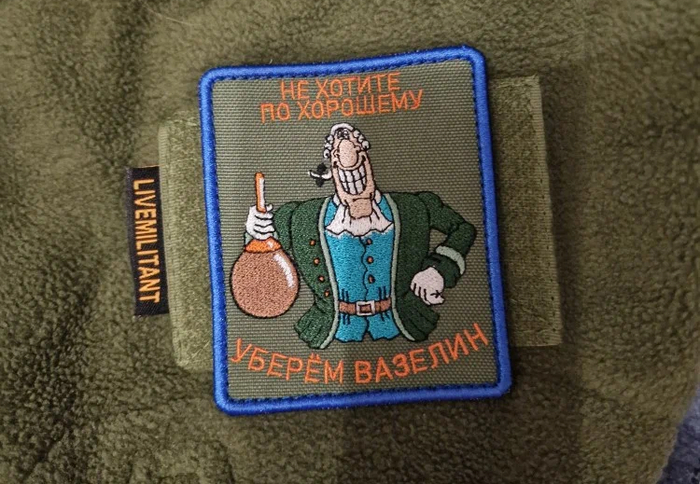 НЕ ХОТИТЕ
ПО ХОРОШЕМУ
LIVEMILITANT
УБЕРЁМ ВАЗЕЛИН